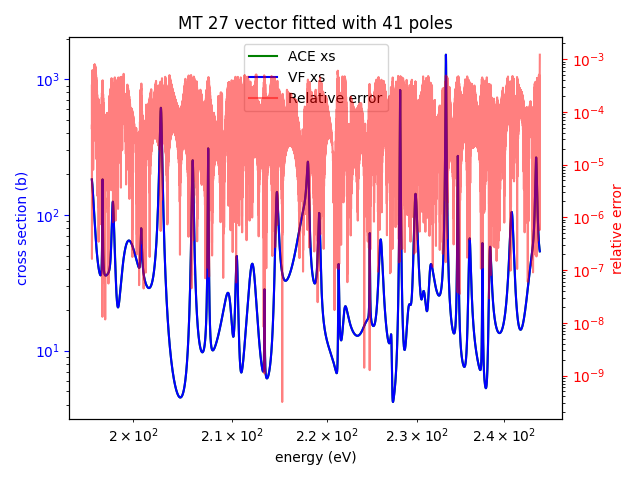 MT 27 vector fitted with 41 poles
ACE xs
VF xs
Relative error
10³
10²
10¹
cross section (b)
10⁻³
10⁻⁴
10⁻⁵
10⁻⁶
10⁻⁷
10⁻⁸
10⁻⁹
relative error
2 × 10² 2.1 × 10² 2.2 × 10² 2.3 × 10² 2.4 × 10²
energy (eV)